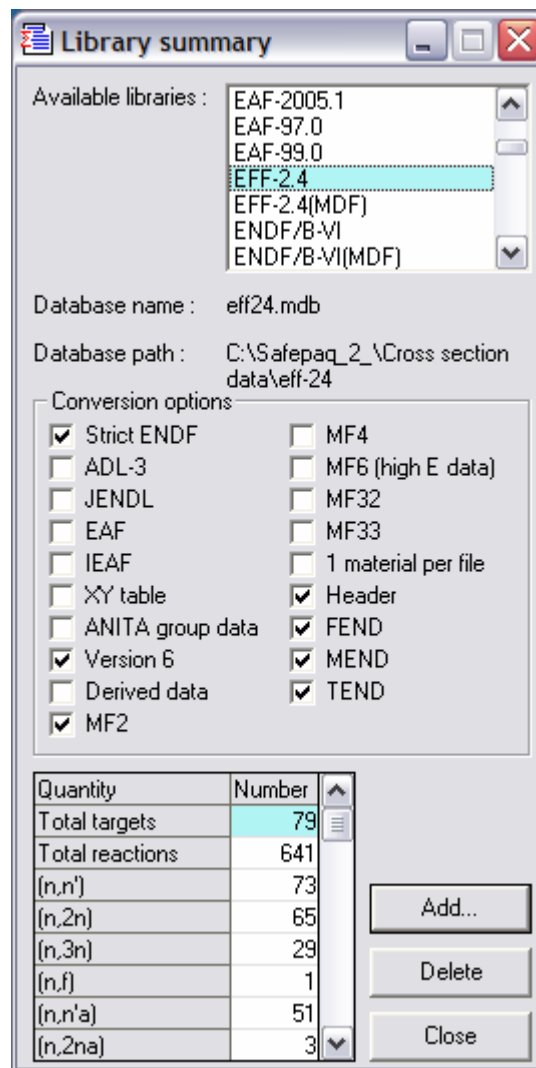 Library summary
Available libraries :
EAF-2005.1
EAF-97.0
EAF-99.0
EFF-2.4
EFF-2.4(MDF)
ENDF/B-VI
ENDF/B-VI(MDF)
Database name : eff24.mdb
Database path : C:\Safepaq_2_\Cross section
data\eff-24
Conversion options
Strict ENDF MF4
ADL-3 MF6 (high E data)
JENDL MF32
EAF MF33
IEAF 1 material per file
XY table Header
ANITA group data FEND
Version 6 MEND
Derived data TEND
MF2
Quantity Number
Total targets 79
Total reactions 641
(n,n') 73
(n,2n) 65
(n,3n) 29
(n,f) 1
(n,n'a) 51
(n,2na) 3
Add...
Delete
Close